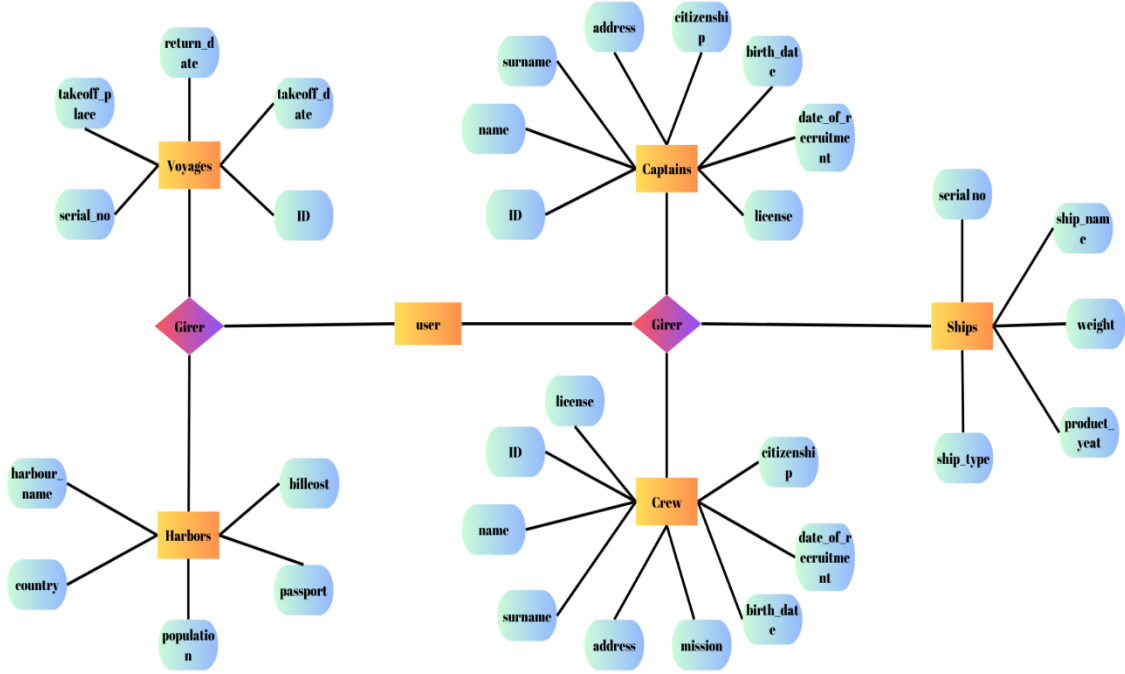 return_d
ate
takeoff_p
lace
takeoff_d
ate
Voyages
serial_no
ID
address
citizenshi
p
surname
birth_dat
e
name
date_of_r
ecruitme
nt
Captains
ID
license
serial no
ship_nam
e
Girer
user
Girer
Ships
weight
product_
yeat
ship_type
license
ID
citizenshi
p
name
Crew
date_of_r
ecruitme
nt
surname
address
mission
birth_dat
e
harbour_
name
billcost
Harbors
country
passport
populatio
n